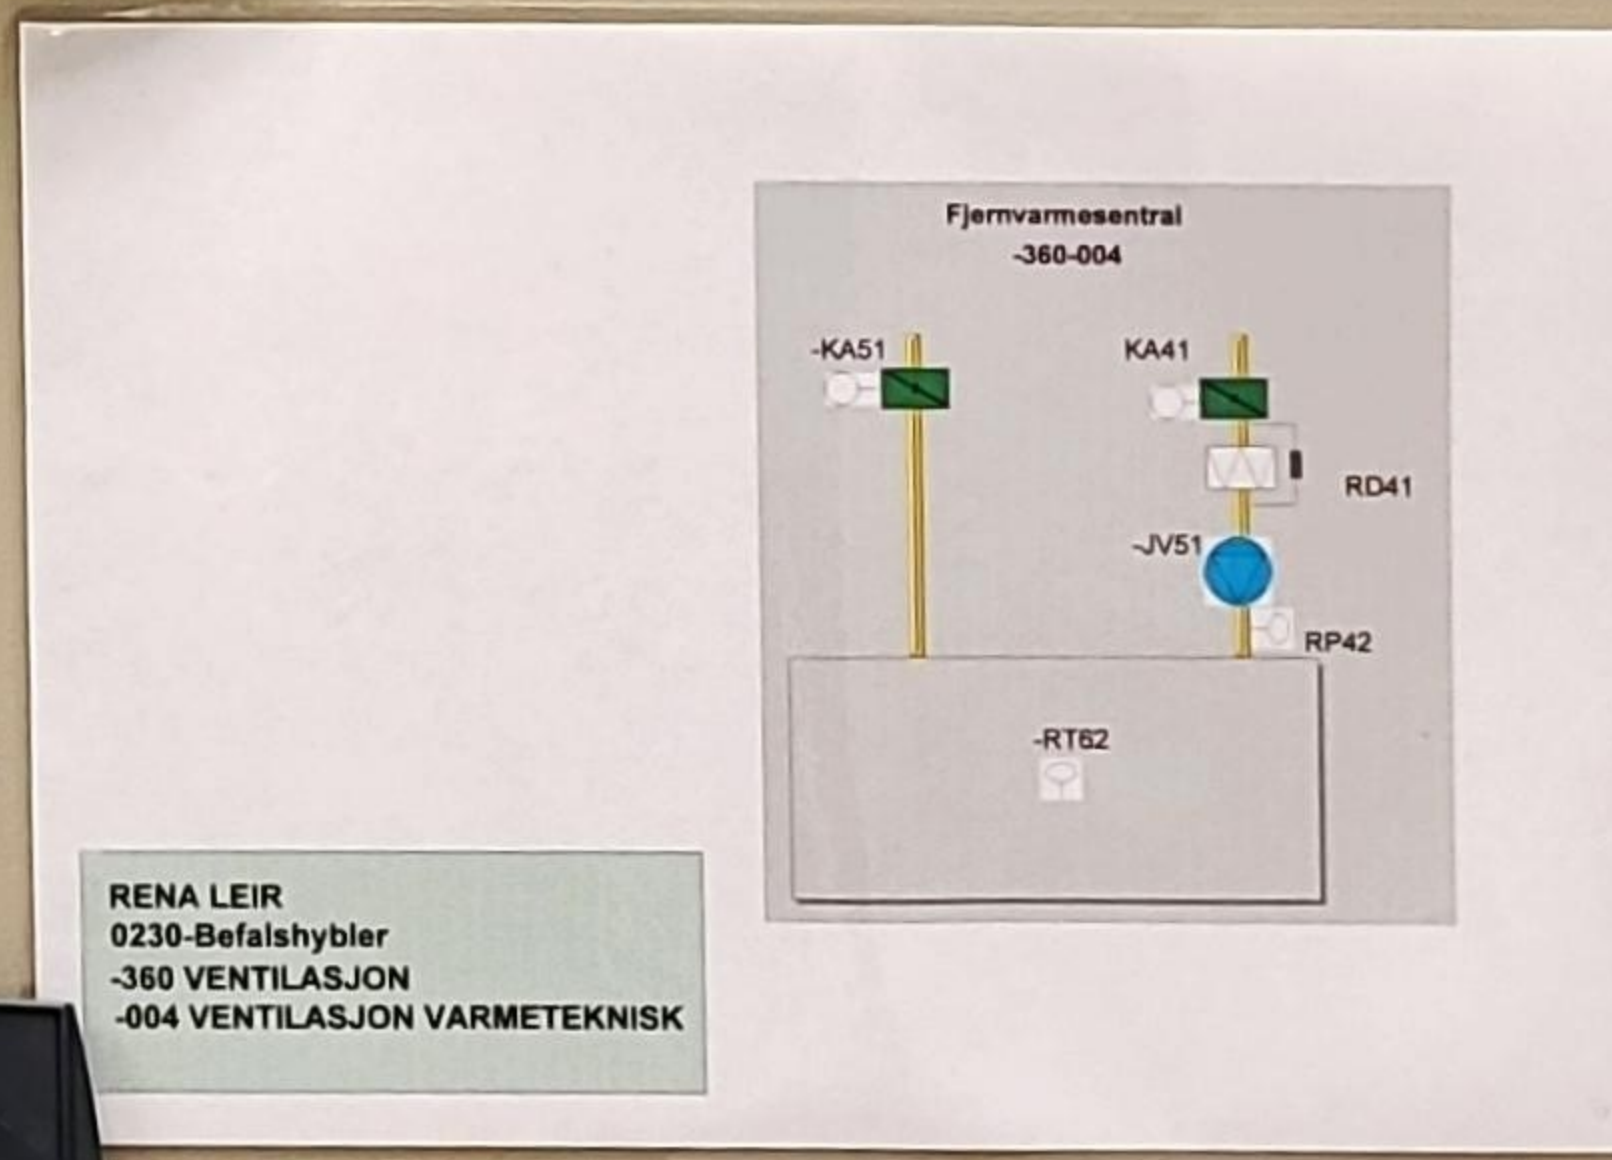 Fjernvarmesentral
-360-004
-KA51
KA41
RD41
-JV51
RP42
-RT62
RENA LEIR
0230-Befalshybler
-360 VENTILASJON
-004 VENTILASJON VARMETEKNISK